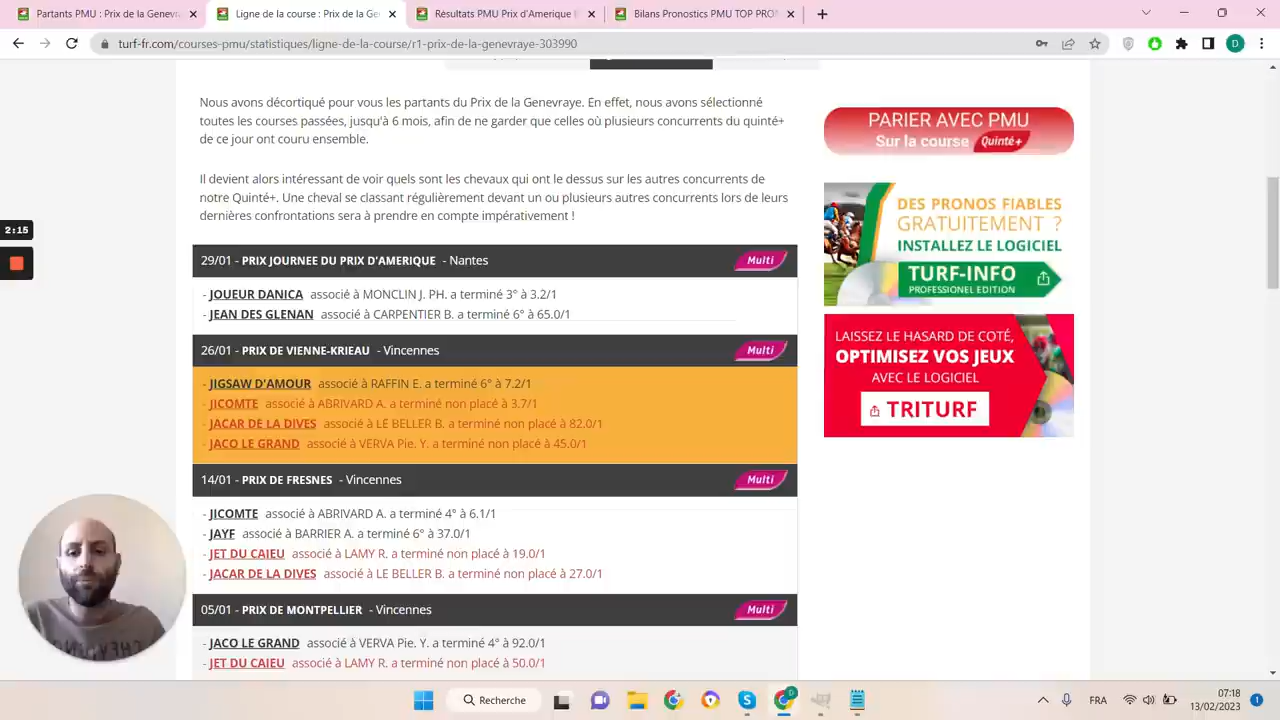 Ligne du jeu : Prix de la
Résultats Arrivée PMU Quinté
Bilans Pronostics PMU TOP PRO
turf-fr.com
-pmu/statistiques/ligne-de-course/r1-prix-de-la-genevraye-303990
D
Nous avons décortiqué pour vous les partants du Prix de la Genevraye. En effet, nous avons sélectionné
toutes les courses passées, jusqu'à 6 mois, afin de ne garder que celles où plusieurs concurrents du quinté+
de ce jour ont couru ensemble.
Il devient alors intéressant de voir quels sont les chevaux qui ont le dessus sur les autres concurrents de
notre Quinté+. Une cheval se classant régulièrement devant un ou plusieurs autres concurrents lors de leurs
dernières confrontations sera à prendre en compte impérativement !
PARIER AVEC PMU
Sur la course Quinté+
DES PRONOS FIABLES
GRATUITEMENT ?
INSTALLEZ LE LOGICIEL
TURF-INFO
PROFESSIONEL EDITION
LAISSEZ LE HASARD DE COTÉ,
OPTIMISEZ VOS JEUX
AVEC LE LOGICIEL
TRITURF
2:15
29/01 - PRIX JOURNEE DU PRIX D'AMERIQUE - Nantes Multi
- JOUEUR DANICA associé à MONCLIN J. PH. a terminé 3° à 3.2/1
- JEAN DES GLENAN associé à CARPENTIER B. a terminé 6° à 65.0/1
26/01 - PRIX DE VIENNE-KRIEAU - Vincennes Multi
- JIGSAW D'AMOUR associé à RAFFIN E. a terminé 6° à 7.2/1
- JICOMTE associé à ABRIVARD A. a terminé non placé à 3.7/1
- JACAR DE LA DIVES associé à LE BELLER B. a terminé non placé à 82.0/1
- JACO LE GRAND associé à VERVA Pie. Y. a terminé non placé à 45.0/1
14/01 - PRIX DE FRESNES - Vincennes Multi
- JICOMTE associé à ABRIVARD A. a terminé 4° à 6.1/1
- JAYF associé à BARRIER A. a terminé 6° à 37.0/1
- JET DU CAIEU associé à LAMY R. a terminé non placé à 19.0/1
- JACAR DE LA DIVES associé à LE BELLER B. a terminé non placé à 27.0/1
05/01 - PRIX DE MONTPELLIER - Vincennes Multi
- JACO LE GRAND associé à VERVA Pie. Y. a terminé 4° à 92.0/1
- JET DU CAIEU associé à LAMY R. a terminé non placé à 50.0/1
Recherche
FRA
07:18
13/02/2023